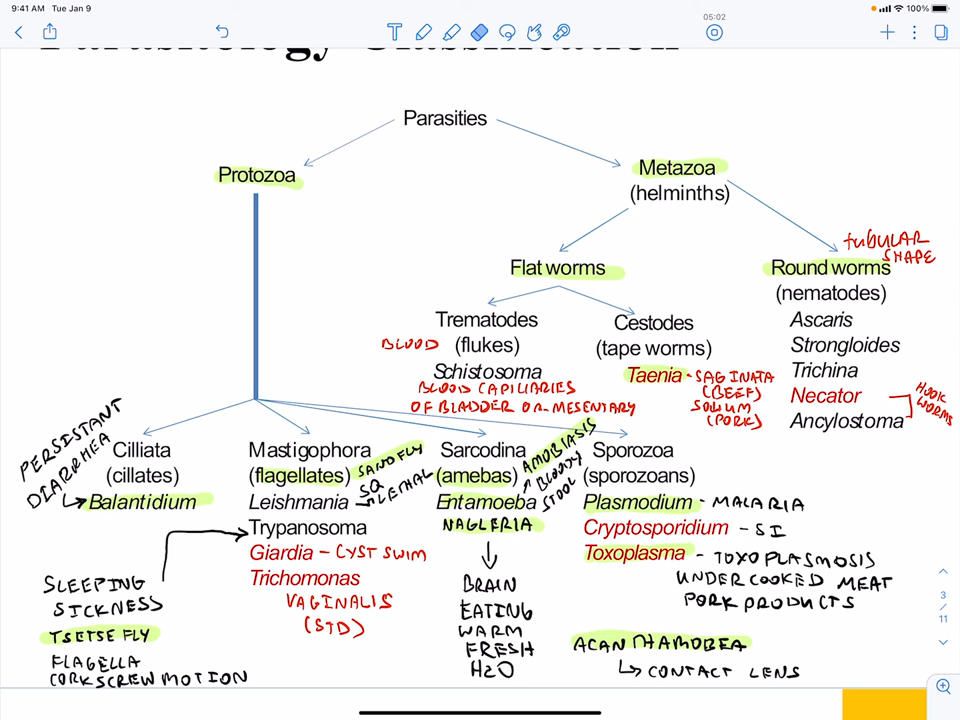 9:41 AM Tue Jan 9
100%
05:02
Parasitology Classification
Parasities
Protozoa
Metazoa
(helminths)
Flat worms
TUBULAR
SHAPE
Round worms
(nematodes)
Ascaris
Strongloides
Trichina
Necator
Ancylostoma
HOOK
WORMS
Trematodes
BLOOD (flukes)
Schistosoma
BLOOD CAPILIARIES
OF BLADDER OR MESENTARY
Cestodes
(tape worms)
Taenia - SAGINATA
(BEEF)
SOLIUM
(PORK)
PERSISTANT
DIARRHEA
Cilliata
(cillates)
Balantidium
Mastigophora
(flagellates) SANDFLY
Leishmania
LETHAL
Trypanosoma
Giardia - CYST SWIM
Trichomonas
VAGINALIS
(STD)
SLEEPING
SICKNESS
TSETSE FLY
FLAGELLA
CORKSCREW MOTION
Sarcodina
(amebas) AMOBIASIS
Entamoeba
BLOODY
STOOL
NAGLERIA
BRAIN
EATING
WARM
FRESH
H2O
Sporozoa
(sporozoans)
Plasmodium - MALARIA
Cryptosporidium - SI
Toxoplasma - TOXOPLASMOSIS
UNDERCOOKED MEAT
PORK PRODUCTS
ACANTHAMOBEA
CONTACT LENS
3
/
11